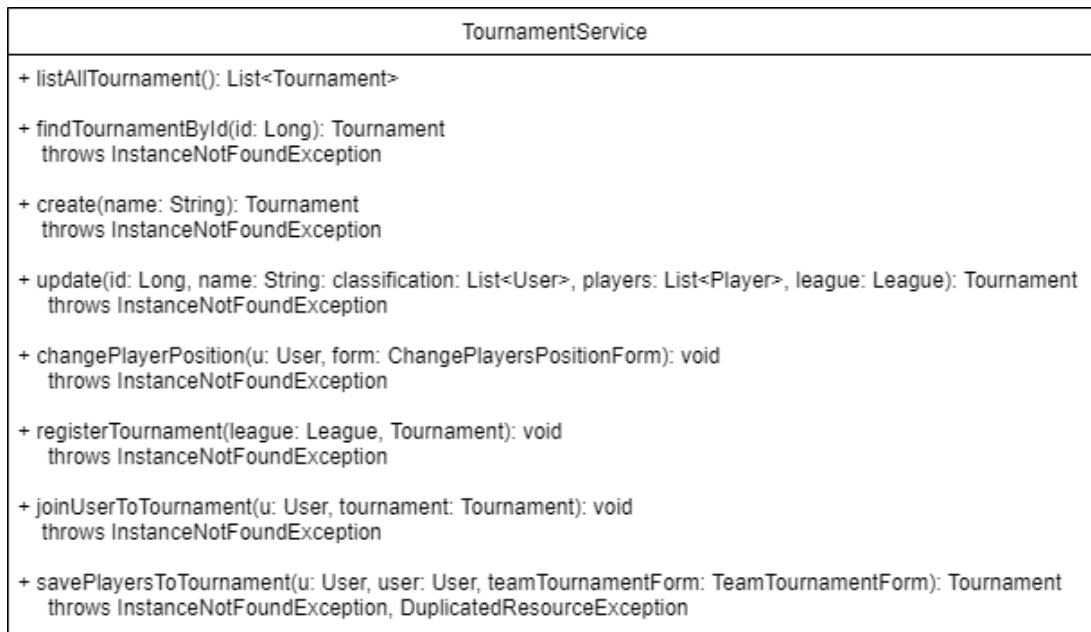 TournamentService
+ listAllTournament(): List<Tournament>
+ findTournamentById(id: Long): Tournament
throws InstanceNotFoundException
+ create(name: String): Tournament
throws InstanceNotFoundException
+ update(id: Long, name: String: classification: List<User>, players: List<Player>, league: League): Tournament
throws InstanceNotFoundException
+ changePlayerPosition(u: User, form: ChangePlayersPositionForm): void
throws InstanceNotFoundException
+ registerTournament(league: League, Tournament): void
throws InstanceNotFoundException
+ joinUserToTournament(u: User, tournament: Tournament): void
throws InstanceNotFoundException
+ savePlayersToTournament(u: User, user: User, teamTournamentForm: TeamTournamentForm): Tournament
throws InstanceNotFoundException, DuplicatedResourceException